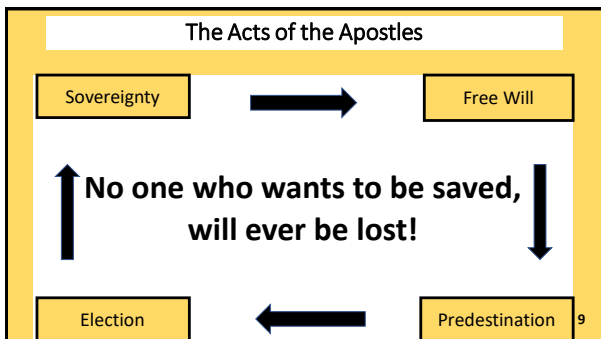 The Acts of the Apostles
Sovereignty
Free Will
No one who wants to be saved,
will ever be lost!
Election
Predestination
9